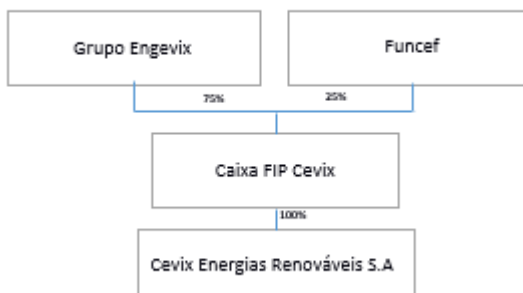 Grupo Engevix
Funcef
75%
25%
Caixa FIP Cevix
100%
Cevix Energias Renováveis S.A